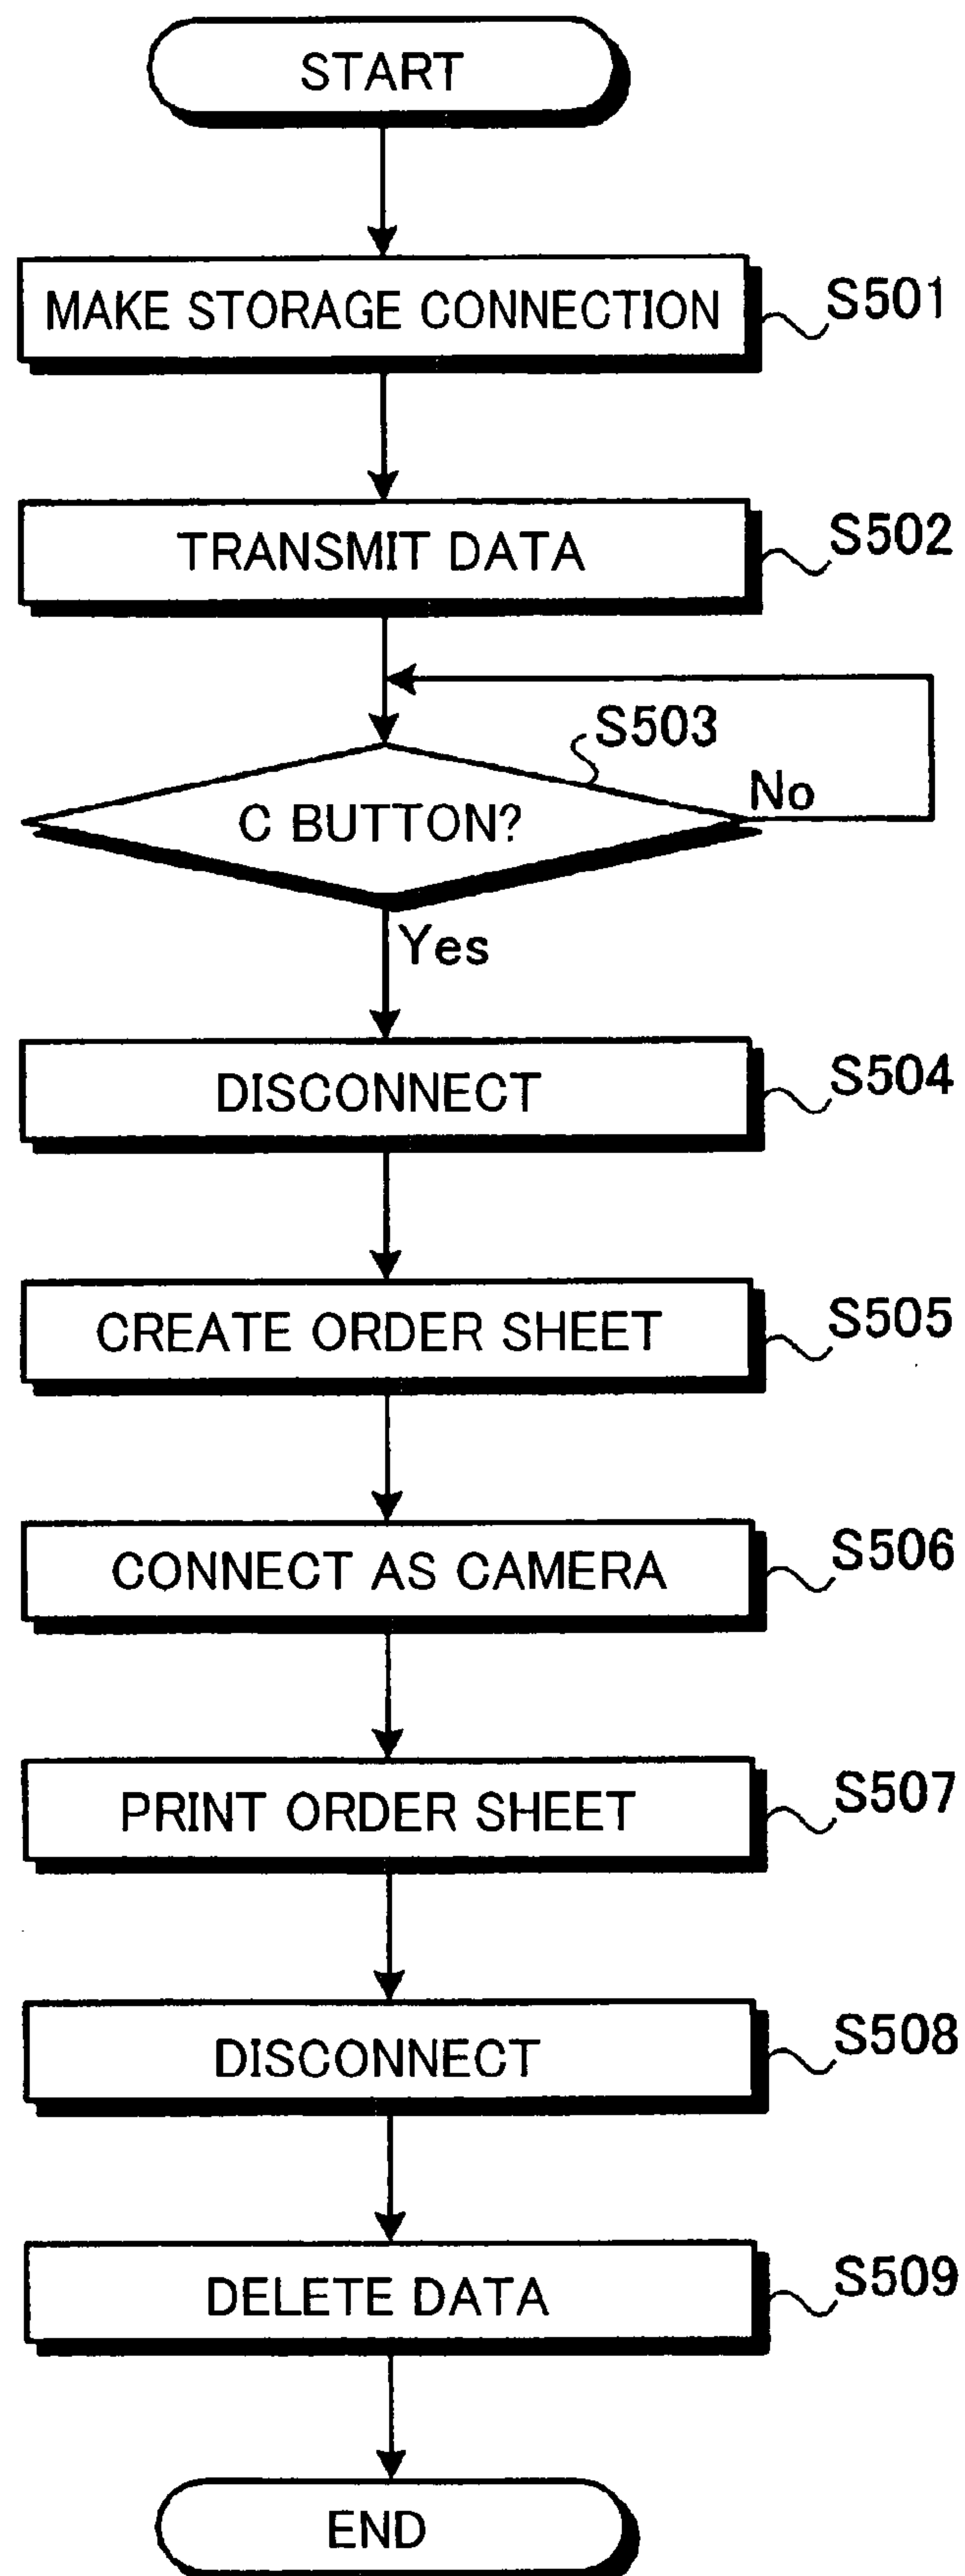 START
MAKE STORAGE CONNECTION
S501
TRANSMIT DATA
S502
S503
C BUTTON?
No
Yes
DISCONNECT
S504
CREATE ORDER SHEET
S505
CONNECT AS CAMERA
S506
PRINT ORDER SHEET
S507
DISCONNECT
S508
DELETE DATA
S509
END